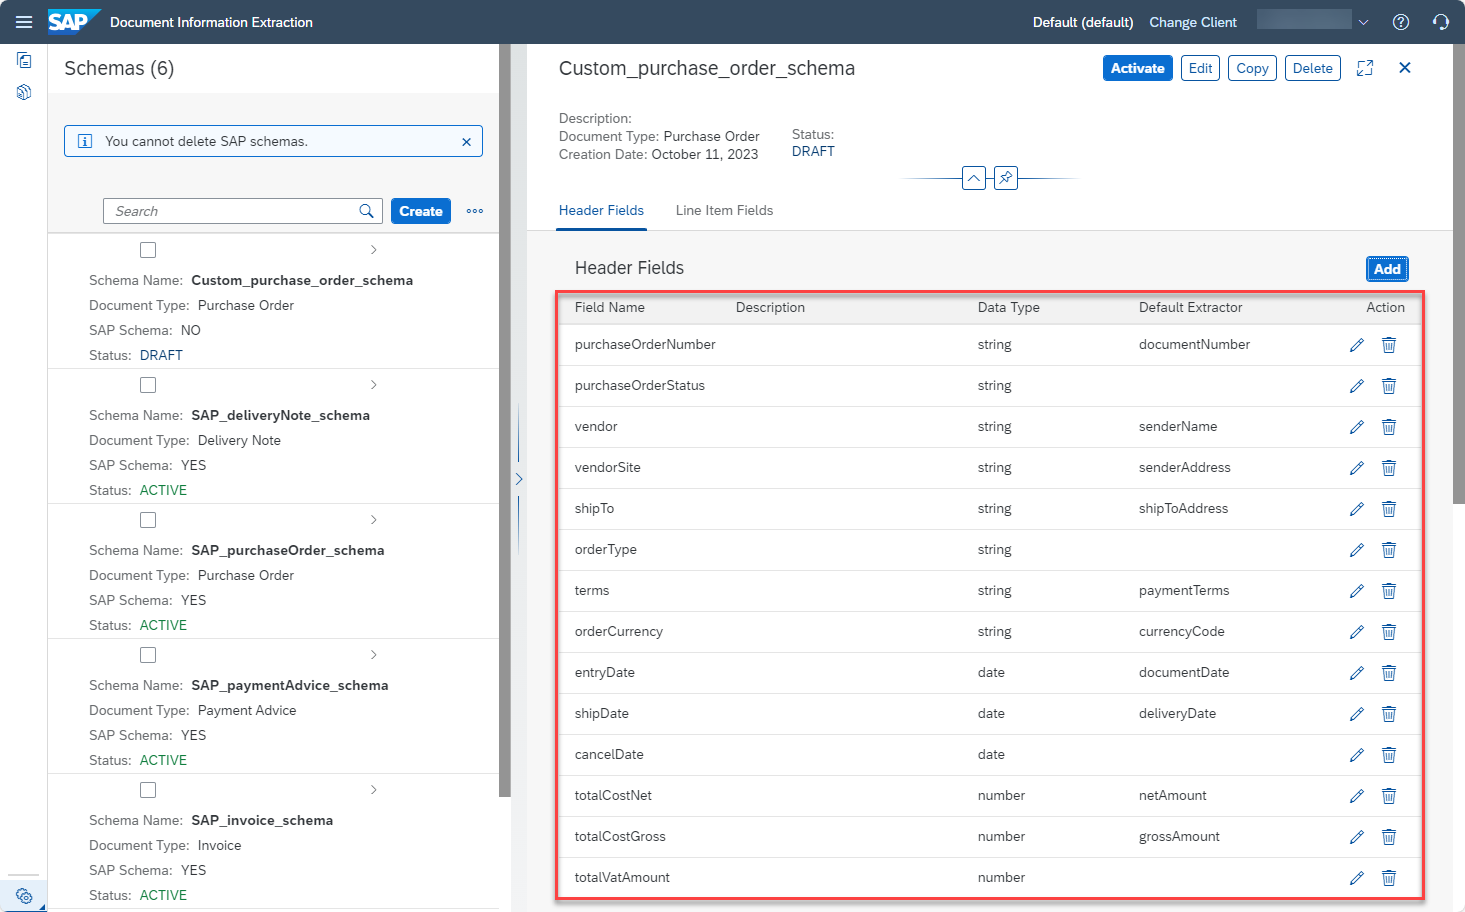 SAP Document Information Extraction
Default (default) Change Client
Schemas (6)
You cannot delete SAP schemas.
Search
Create
Schema Name: Custom_purchase_order_schema
Document Type: Purchase Order
SAP Schema: NO
Status: DRAFT
Schema Name: SAP_deliveryNote_schema
Document Type: Delivery Note
SAP Schema: YES
Status: ACTIVE
Schema Name: SAP_purchaseOrder_schema
Document Type: Purchase Order
SAP Schema: YES
Status: ACTIVE
Schema Name: SAP_paymentAdvice_schema
Document Type: Payment Advice
SAP Schema: YES
Status: ACTIVE
Schema Name: SAP_invoice_schema
Document Type: Invoice
SAP Schema: YES
Status: ACTIVE
Custom_purchase_order_schema
Activate Edit Copy Delete
Description:
Document Type: Purchase Order
Creation Date: October 11, 2023
Status:
DRAFT
Header Fields Line Item Fields
Header Fields
Add
Field Name Description Data Type Default Extractor Action
purchaseOrderNumber string documentNumber
purchaseOrderStatus string
vendor string senderName
vendorSite string senderAddress
shipTo string shipToAddress
orderType string
terms string paymentTerms
orderCurrency string currencyCode
entryDate date documentDate
shipDate date deliveryDate
cancelDate date
totalCostNet number netAmount
totalCostGross number grossAmount
totalVatAmount number